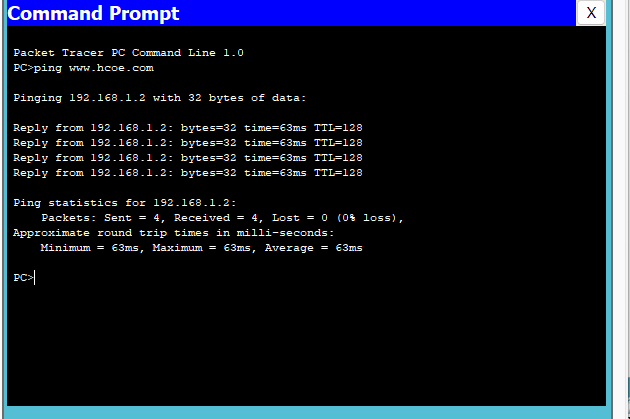 Command Prompt
X
Packet Tracer PC Command Line 1.0
PC>ping www.hcoe.com
Pinging 192.168.1.2 with 32 bytes of data:
Reply from 192.168.1.2: bytes=32 time=63ms TTL=128
Reply from 192.168.1.2: bytes=32 time=63ms TTL=128
Reply from 192.168.1.2: bytes=32 time=63ms TTL=128
Reply from 192.168.1.2: bytes=32 time=63ms TTL=128
Ping statistics for 192.168.1.2:
Packets: Sent = 4, Received = 4, Lost = 0 (0% loss),
Approximate round trip times in milli-seconds:
Minimum = 63ms, Maximum = 63ms, Average = 63ms
PC>